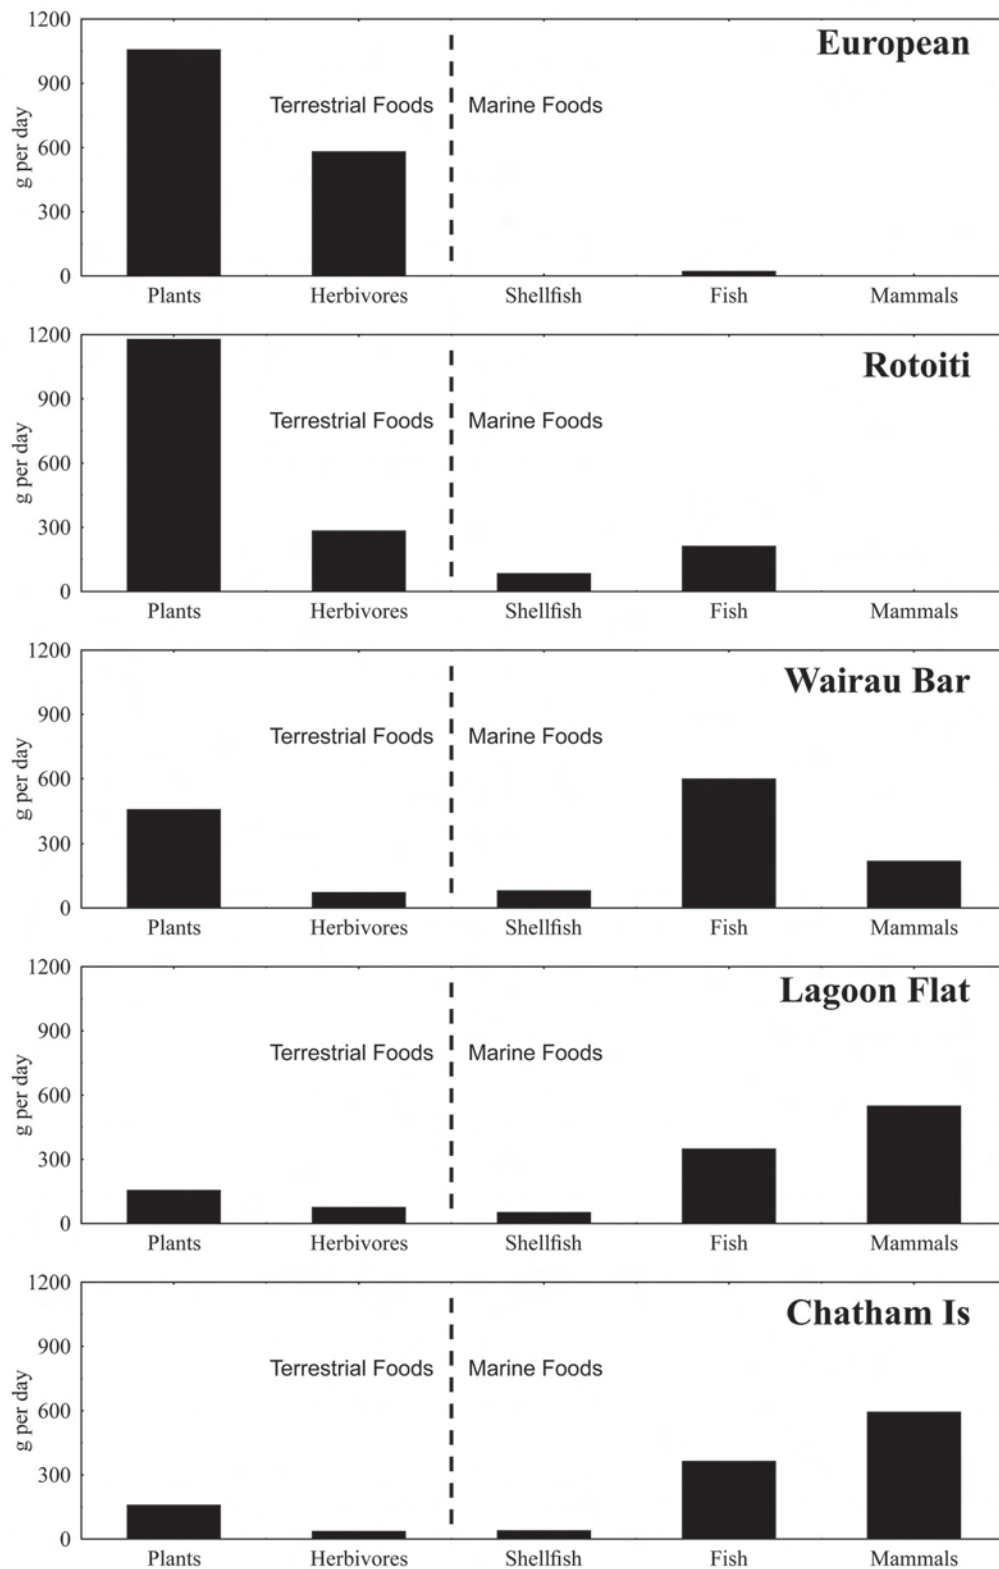 European
1200
900
600
300
0
g per day
Terrestrial Foods
Marine Foods
Plants Herbivores Shellfish Fish Mammals
Rotoiti
1200
900
600
300
0
g per day
Terrestrial Foods
Marine Foods
Plants Herbivores Shellfish Fish Mammals
Wairau Bar
1200
900
600
300
0
g per day
Terrestrial Foods
Marine Foods
Plants Herbivores Shellfish Fish Mammals
Lagoon Flat
1200
900
600
300
0
g per day
Terrestrial Foods
Marine Foods
Plants Herbivores Shellfish Fish Mammals
Chatham Is
1200
900
600
300
0
g per day
Terrestrial Foods
Marine Foods
Plants Herbivores Shellfish Fish Mammals